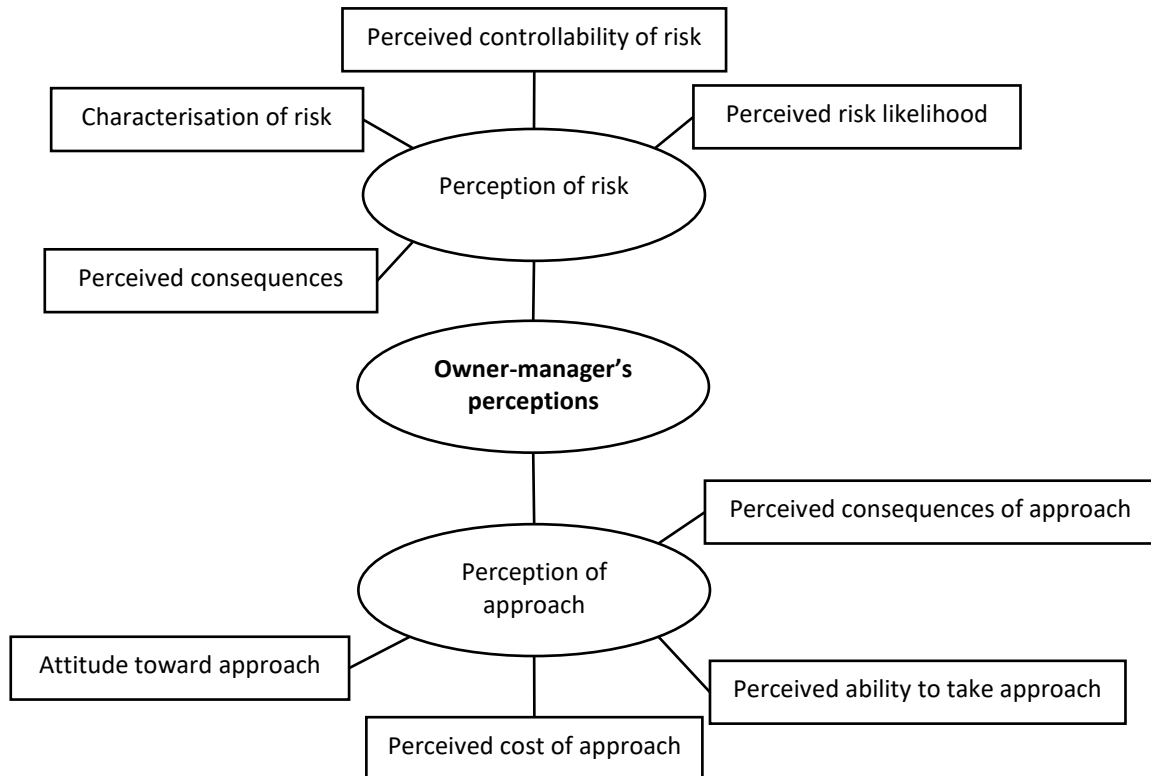 Perceived controllability of risk
Characterisation of risk
Perceived risk likelihood
Perception of risk
Perceived consequences
Owner-manager’s
perceptions
Perceived consequences of approach
Perception of
approach
Attitude toward approach
Perceived ability to take approach
Perceived cost of approach